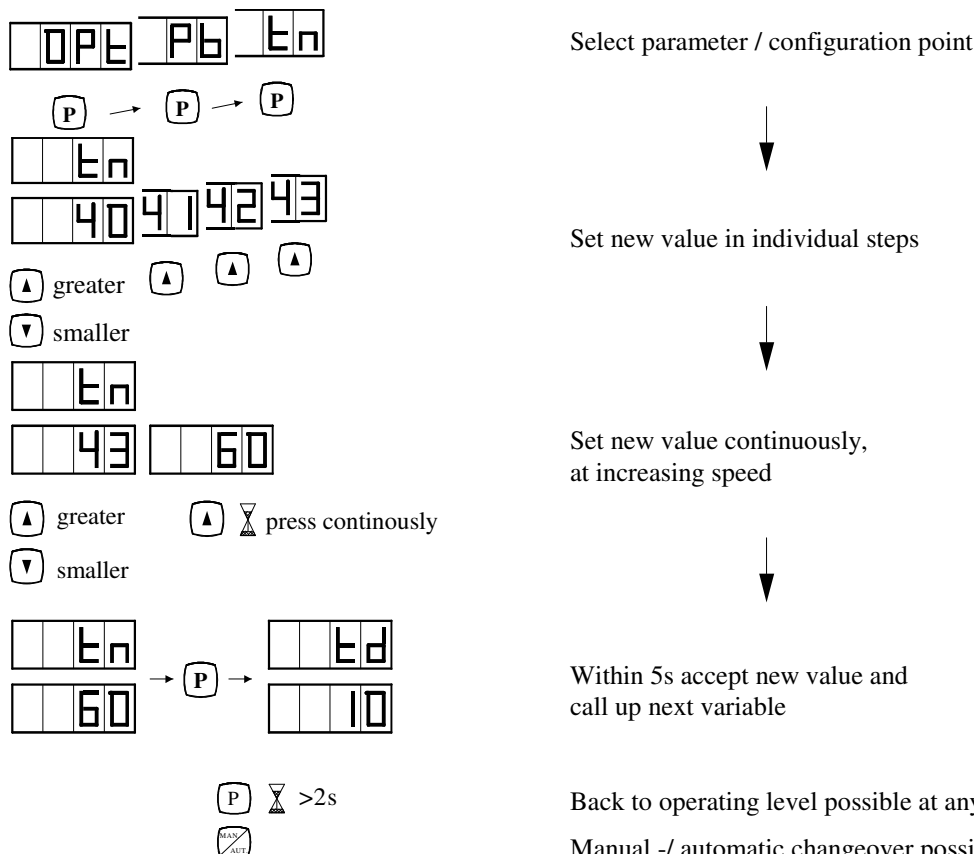 OPt Pb tn
Select parameter / configuration point
P P P
tn
40 41 42 43
Set new value in individual steps
greater
smaller
tn
43 60
Set new value continuously,
at increasing speed
greater
press continously
smaller
tn td
P
60 10
Within 5s accept new value and
call up next variable
P >2s
Back to operating level possible at
MAN
AUT
Manual -/ automatic changeover